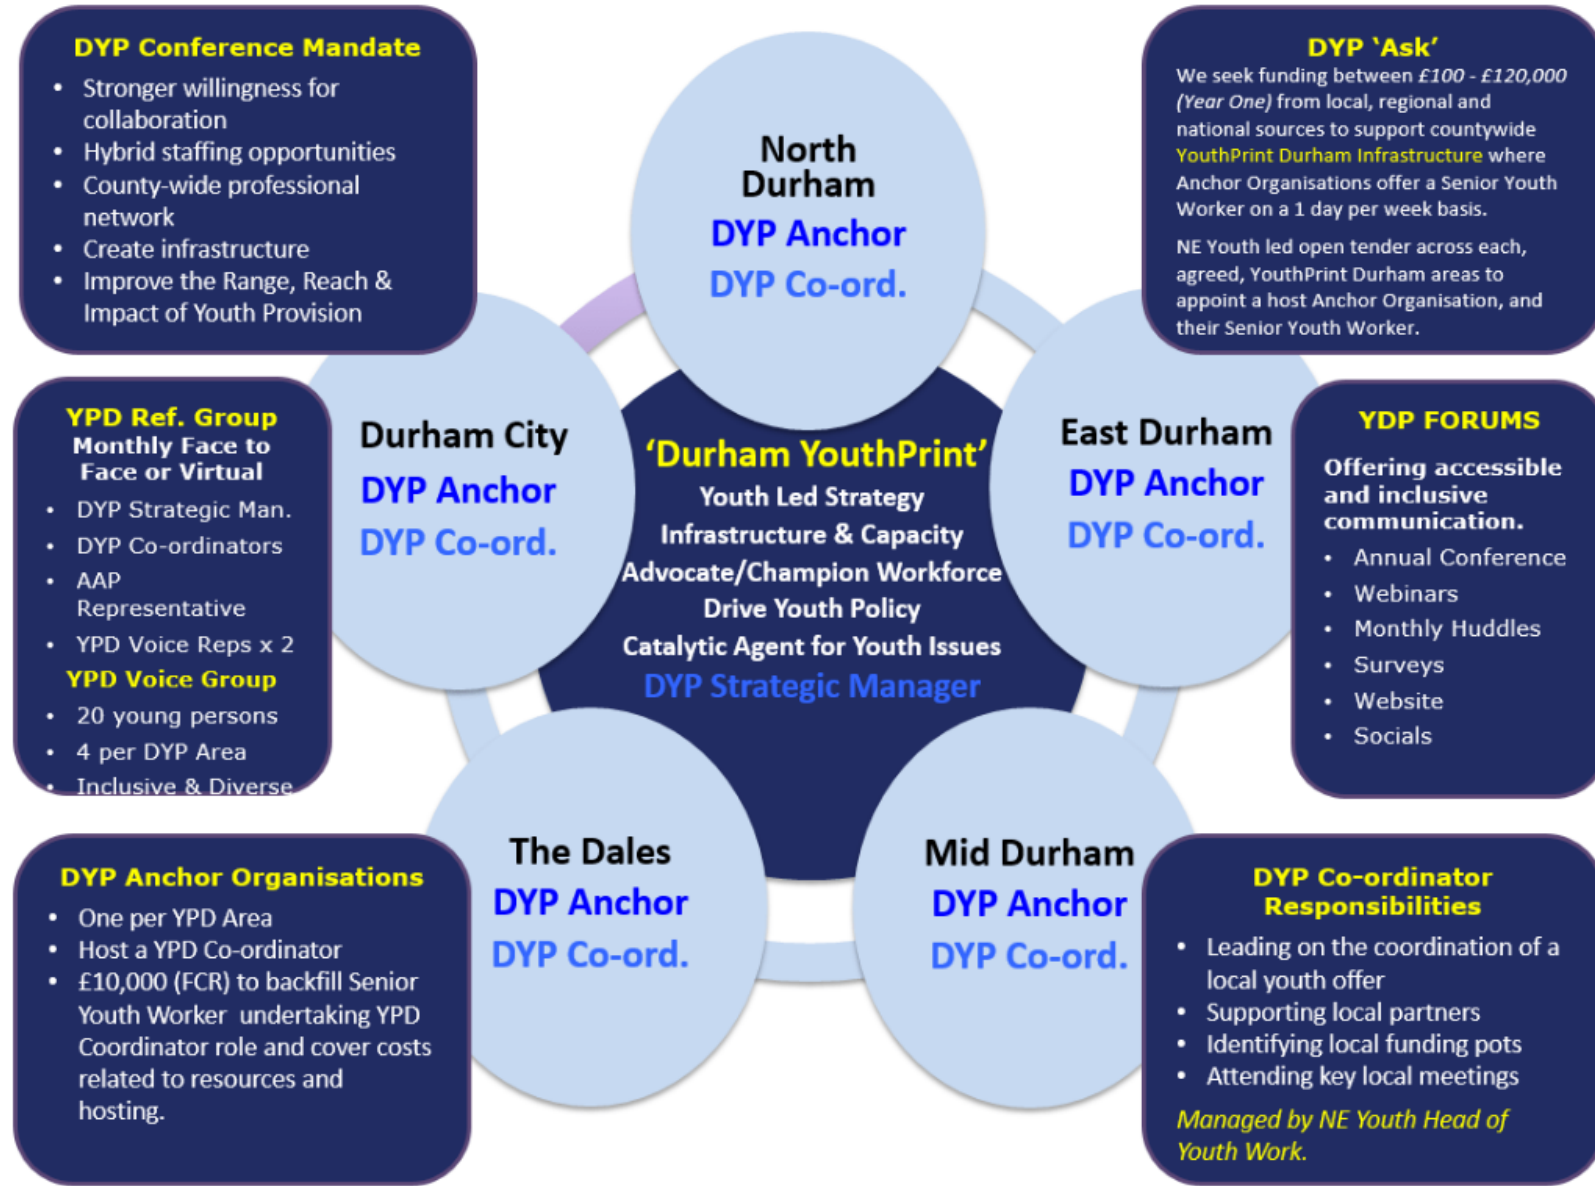 DYP Conference Mandate
• Stronger willingness for
collaboration
• Hybrid staffing opportunities
• County-wide professional
network
• Create infrastructure
• Improve the Range, Reach &
Impact of Youth Provision
North
Durham
DYP Anchor
DYP Co-ord.
DYP ‘Ask’
We seek funding between £100 - £120,000
(Year One) from local, regional and
national sources to support countywide
YouthPrint Durham Infrastructure where
Anchor Organisations offer a Senior Youth
Worker on a 1 day per week basis.
NE Youth led open tender across each,
agreed, YouthPrint Durham areas to
appoint a host Anchor Organisation, and
their Senior Youth Worker.
YPD Ref. Group
Monthly Face to
Face or Virtual
• DYP Strategic Man.
• DYP Co-ordinators
• AAP
Representative
• YPD Voice Reps x 2
YPD Voice Group
• 20 young persons
• 4 per DYP Area
• Inclusive & Diverse
Durham City
DYP Anchor
DYP Co-ord.
‘Durham YouthPrint’
Youth Led Strategy
Infrastructure & Capacity
Advocate/Champion Workforce
Drive Youth Policy
Catalytic Agent for Youth Issues
DYP Strategic Manager
East Durham
DYP Anchor
DYP Co-ord.
YDP FORUMS
Offering accessible
and inclusive
communication.
• Annual Conference
• Webinars
• Monthly Huddles
• Surveys
• Website
• Socials
DYP Anchor Organisations
• One per YPD Area
• Host a YPD Co-ordinator
• £10,000 (FCR) to backfill Senior
Youth Worker undertaking YPD
Coordinator role and cover costs
related to resources and
hosting.
The Dales
DYP Anchor
DYP Co-ord.
Mid Durham
DYP Anchor
DYP Co-ord.
DYP Co-ordinator
Responsibilities
• Leading on the coordination of a
local youth offer
• Supporting local partners
• Identifying local funding pots
• Attending key local meetings
Managed by NE Youth Head of
Youth Work.